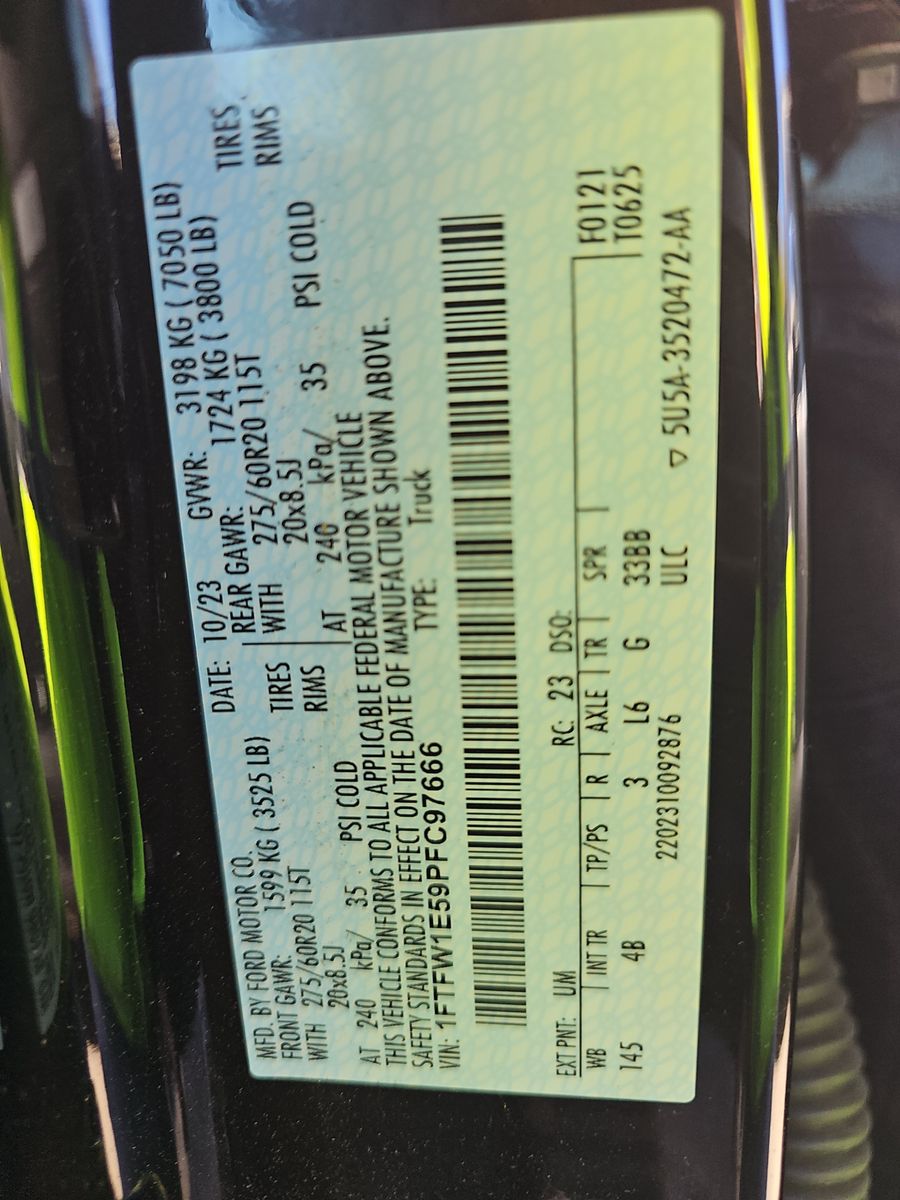 MFD. BY FORD MOTOR CO. DATE: 10/23 GVWR: 3198 KG ( 7050 LB)
FRONT GAWR: 1599 KG ( 3525 LB) REAR GAWR: 1724 KG ( 3800 LB)
WITH 275/60R20 115T TIRES WITH 275/60R20 115T TIRES
20x8.5J RIMS 20x8.5J RIMS
AT 240 kPa/ 35 PSI COLD AT 240 kPa/ 35 PSI COLD
THIS VEHICLE CONFORMS TO ALL APPLICABLE FEDERAL MOTOR VEHICLE
SAFETY STANDARDS IN EFFECT ON THE DATE OF MANUFACTURE SHOWN ABOVE.
VIN: 1FTFW1E59PFC97666 TYPE: Truck
EXT PNT: UM RC: 23 DSO: F0121
WB INT TR TP/PS R AXLE TR SPR T0625
145 4B 3 L6 G 33BB
2202310092876 ULC ▽ 5U5A-3520472-AA